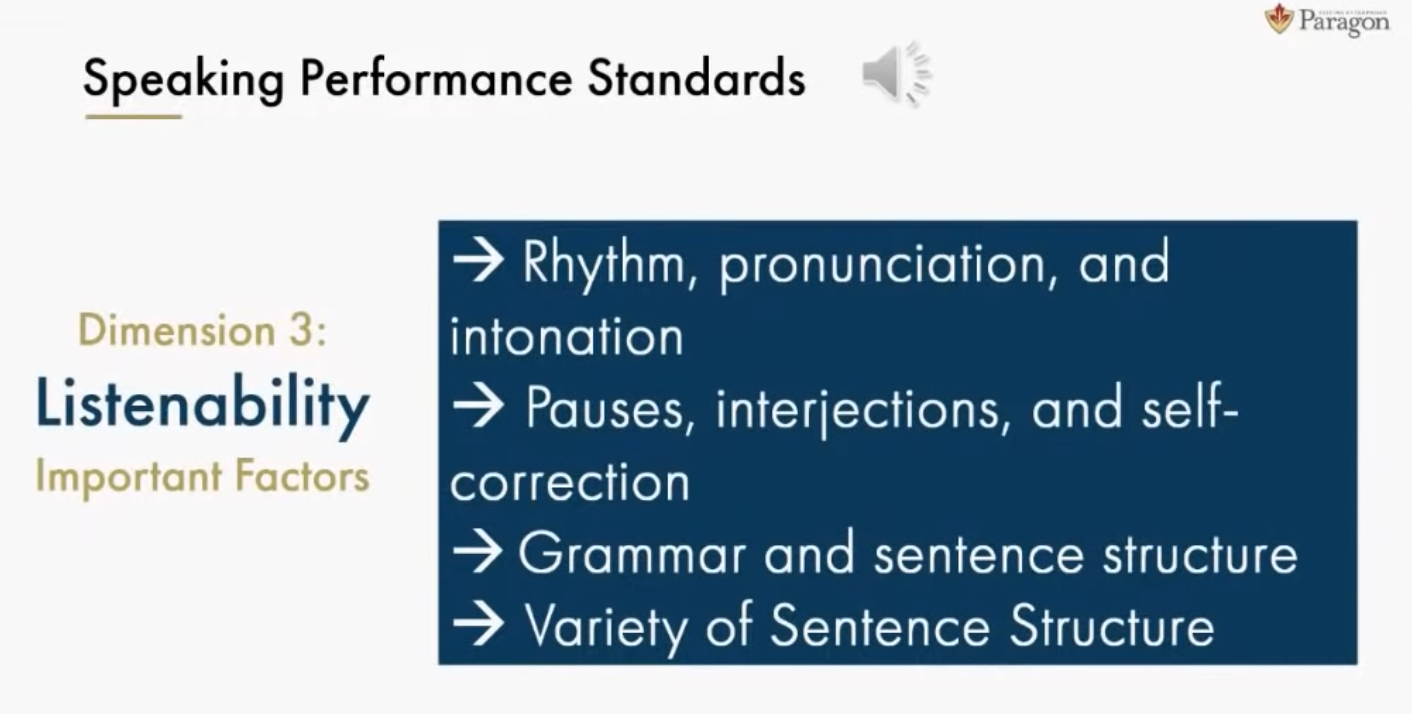 Paragon
Speaking Performance Standards
Dimension 3:
Listenability
Important Factors
→ Rhythm, pronunciation, and
intonation
→ Pauses, interjections, and self-
correction
→ Grammar and sentence structure
→ Variety of Sentence Structure